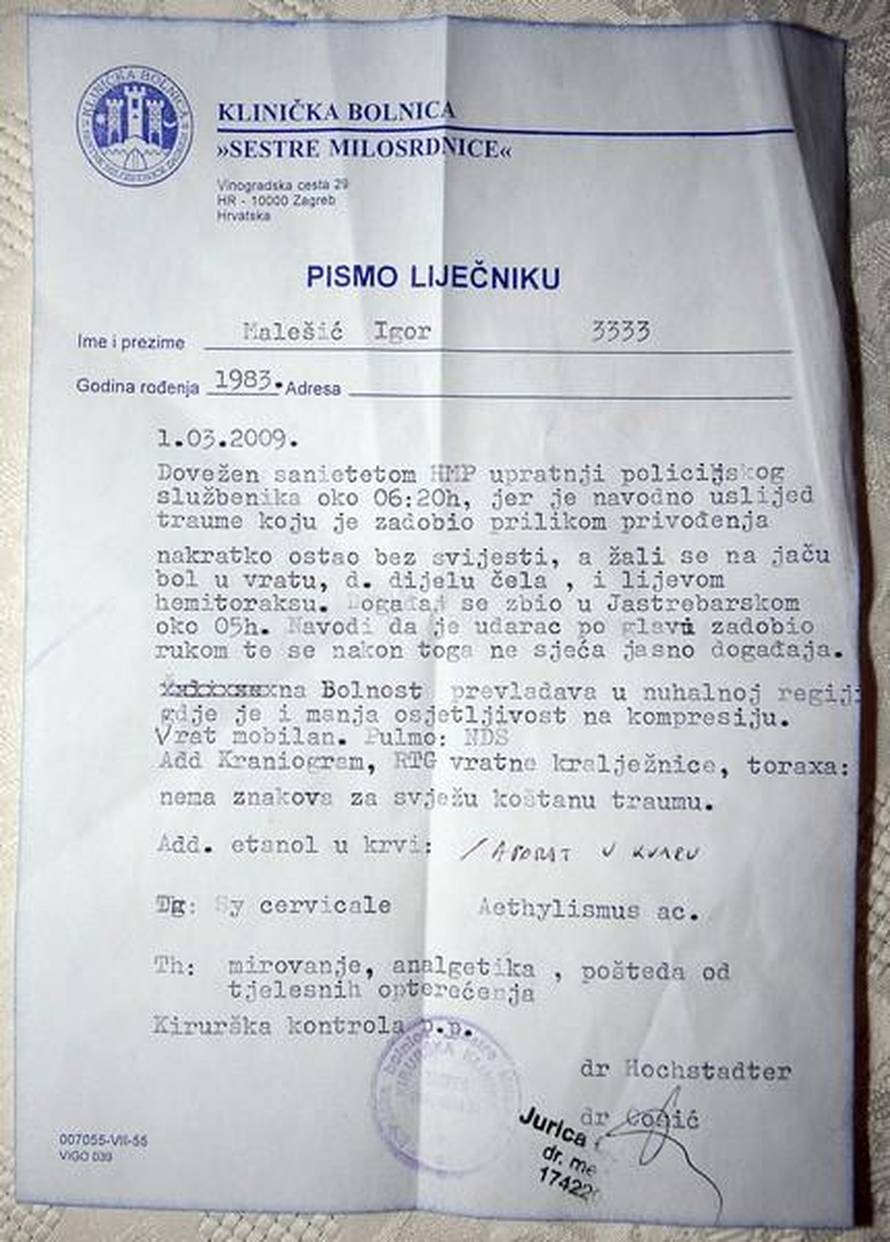 KLINIČKA BOLNICA
KLINIČKA BOLNICA
»SESTRE MILOSRDNICE«
Vinogradska cesta 29
HR - 10000 Zagreb
Hrvatska
PISMO LIJEČNIKU
Ime i prezime Malešić Igor 3333
Godina rođenja 1983. Adresa
1.03.2009.
Dovežen sanietetom HMP upratnji policijskog
službenika oko 06:20h, jer je navodno uslijed
traume koju je zadobio prilikom privođenja
nakratko ostao bez svijesti, a žali se na jaču
bol u vratu, d. dijelu čela , i lijevom
hemitoraksu. Događaj se zbio u Jastrebarskom
oko 05h. Navodi da je udarac po glavi zadobio
rukom te se nakon toga ne sjeća jasno događaja.
na Bolnost prevladava u nuhalnoj regiji
gdje je i manja osjetljivost na kompresiju.
Vrat mobilan. Pulmo: NDS
Add Kraniogram, RTG vratne kralježnice, toraxa:
nema znakova za svježu koštanu traumu.
Add. etanol u krvi: / APARAT U KVARU
Dg: Sy cervicale Aethylismus ac.
Th: mirovanje, analgetika , pošteda od
tjelesnih opterećenja
Kirurška kontrola p.p.
dr Hochstadter
dr
Jurica
dr. me
17422
007055-VII-55
VIGO 039